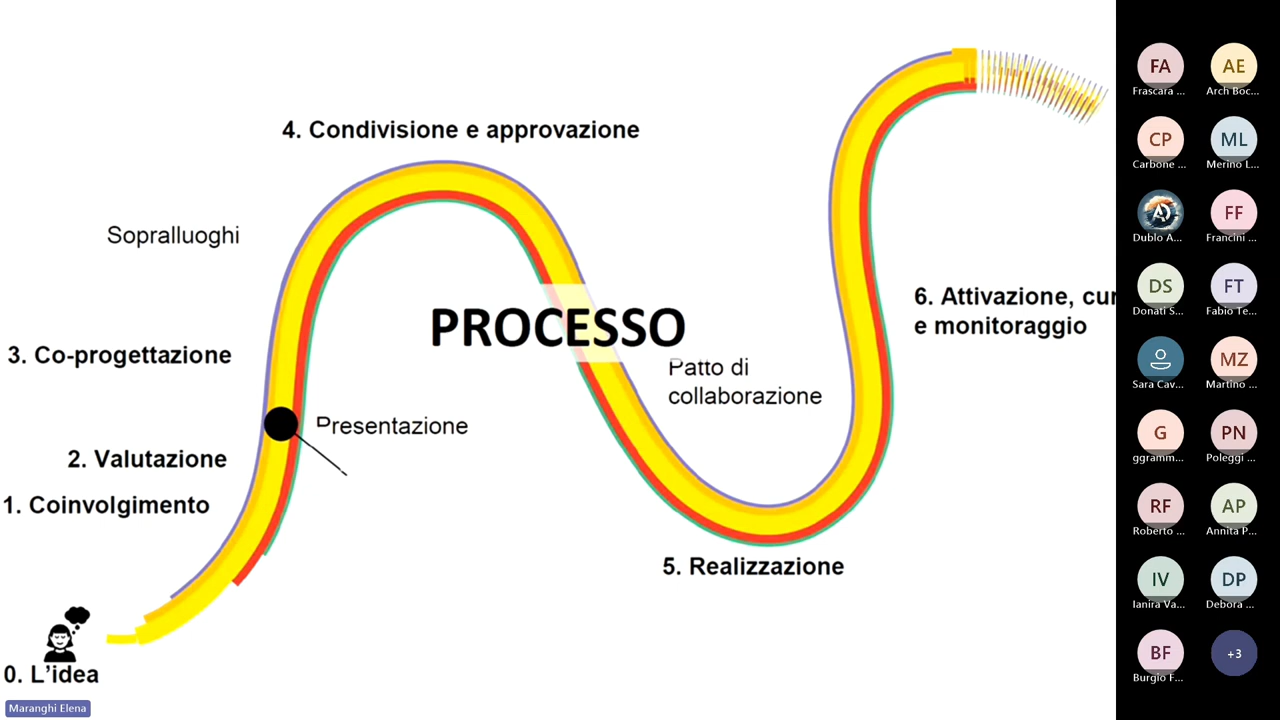 4. Condivisione e approvazione
Sopralluoghi
PROCESSO
6. Attivazione, cur
e monitoraggio
3. Co-progettazione
Patto di
collaborazione
Presentazione
2. Valutazione
1. Coinvolgimento
5. Realizzazione
0. L'idea
Maranghi Elena
FA
Frascara ...
AE
Arch Boc...
CP
Carbone ...
ML
Merino L...
Dublo A...
FF
Francini ...
DS
Donati S...
FT
Fabio Te...
Sara Cav...
MZ
Martino ...
G
ggramm...
PN
Poleggi ...
RF
Roberto ...
AP
Annita P...
IV
Ianira Va...
DP
Debora ...
BF
Burgio F...
+3